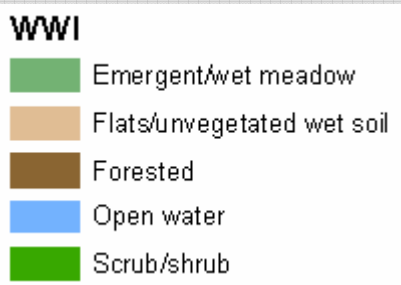 WWI
Emergent/wet meadow
Flats/unvegetated wet soil
Forested
Open water
Scrub/shrub